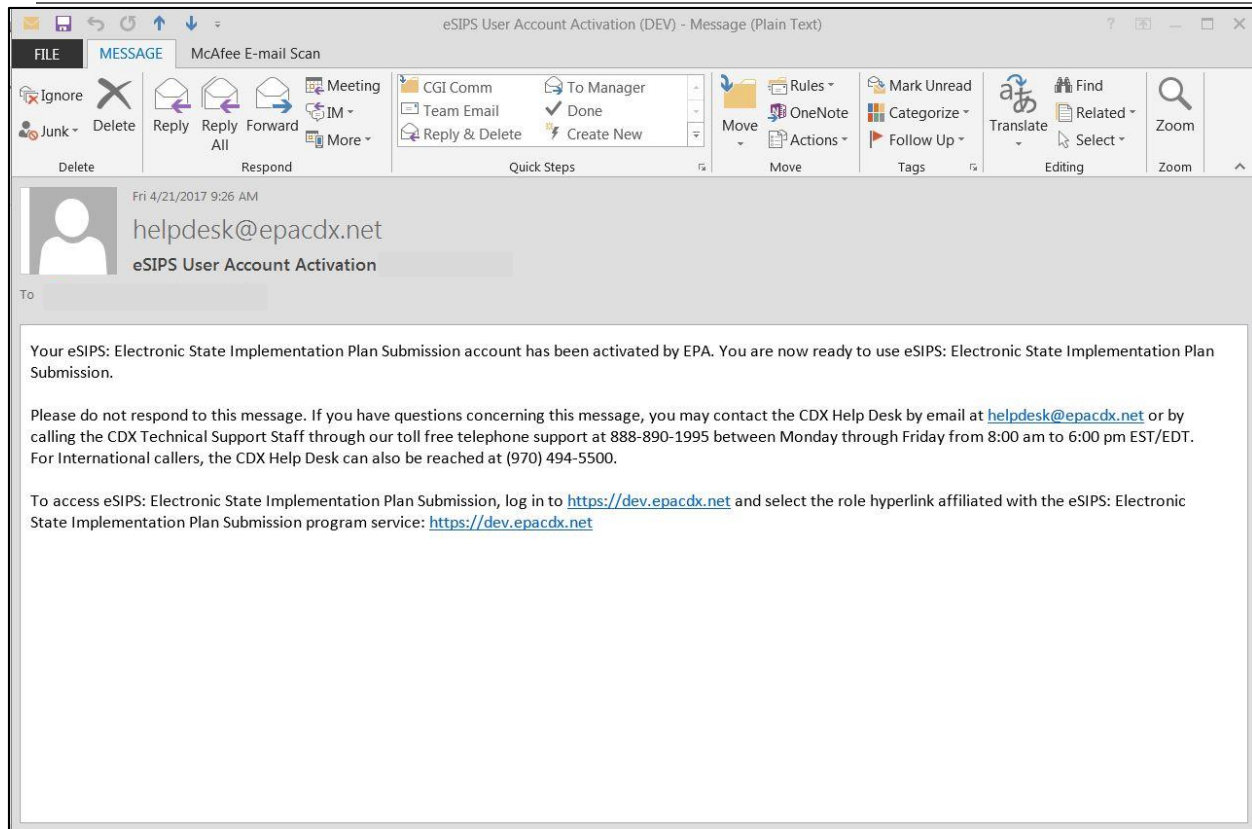 eSIPS User Account Activation (DEV) - Message (Plain Text)
FILE MESSAGE McAfee E-mail Scan
Ignore
Junk
Delete
Reply
Reply All
Forward
Meeting
IM
More
CGI Comm
Team Email
Reply & Delete
To Manager
Done
Create New
Move
Rules
OneNote
Actions
Mark Unread
Categorize
Follow Up
Translate
Find
Related
Select
Zoom
Delete Respond Quick Steps Move Tags Editing Zoom
Fri 4/21/2017 9:26 AM
helpdesk@epacdx.net
eSIPS User Account Activation
To
Your eSIPS: Electronic State Implementation Plan Submission account has been activated by EPA. You are now ready to use eSIPS: Electronic State Implementation Plan
Submission.
Please do not respond to this message. If you have questions concerning this message, you may contact the CDX Help Desk by email at helpdesk@epacdx.net or by
calling the CDX Technical Support Staff through our toll free telephone support at 888-890-1995 between Monday through Friday from 8:00 am to 6:00 pm EST/EDT.
For International callers, the CDX Help Desk can also be reached at (970) 494-5500.
To access eSIPS: Electronic State Implementation Plan Submission, log in to https://dev.epacdx.net and select the role hyperlink affiliated with the eSIPS: Electronic
State Implementation Plan Submission program service: https://dev.epacdx.net